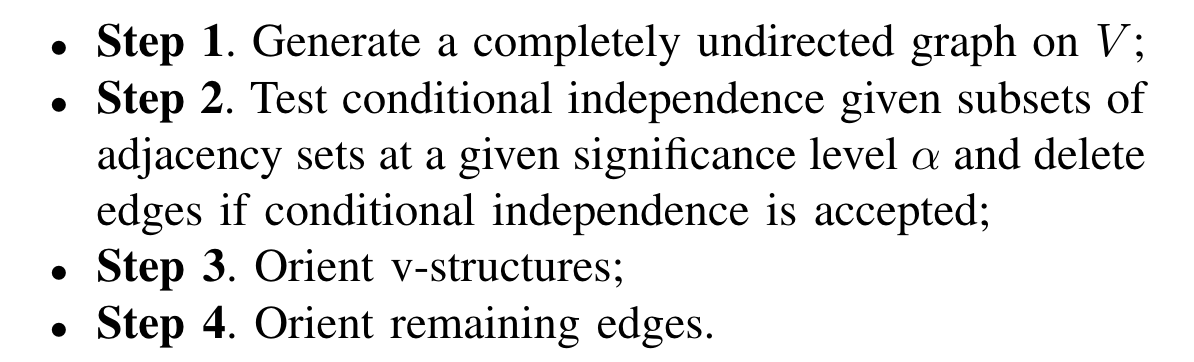 • Step 1. Generate a completely undirected graph on V;
• Step 2. Test conditional independence given subsets of
adjacency sets at a given significance level α and delete
edges if conditional independence is accepted;
• Step 3. Orient v-structures;
• Step 4. Orient remaining edges.